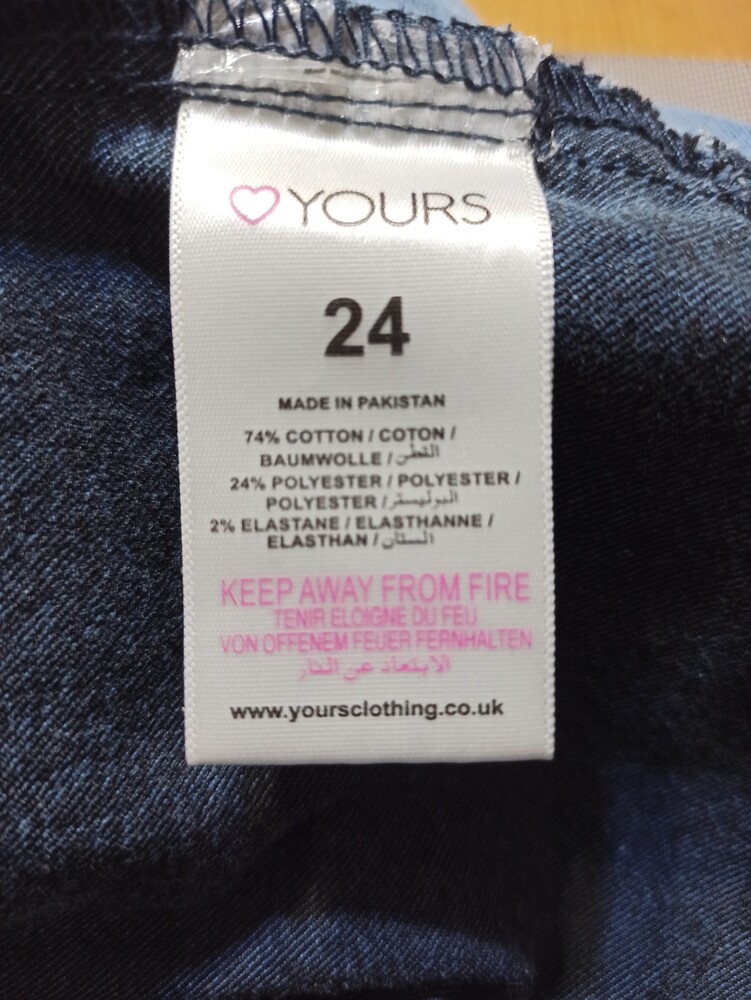 YOURS
24
MADE IN PAKISTAN
74% COTTON / COTON /
BAUMWOLLE / القطن
24% POLYESTER / POLYESTER /
POLYESTER / البوليستر
2% ELASTANE / ELASTHANNE /
ELASTHAN / الستان
KEEP AWAY FROM FIRE
TENIR ELOIGNE DU FEU
VON OFFENEM FEUER FERNHALTEN
الابتعاد عن النار
www.yoursclothing.co.uk